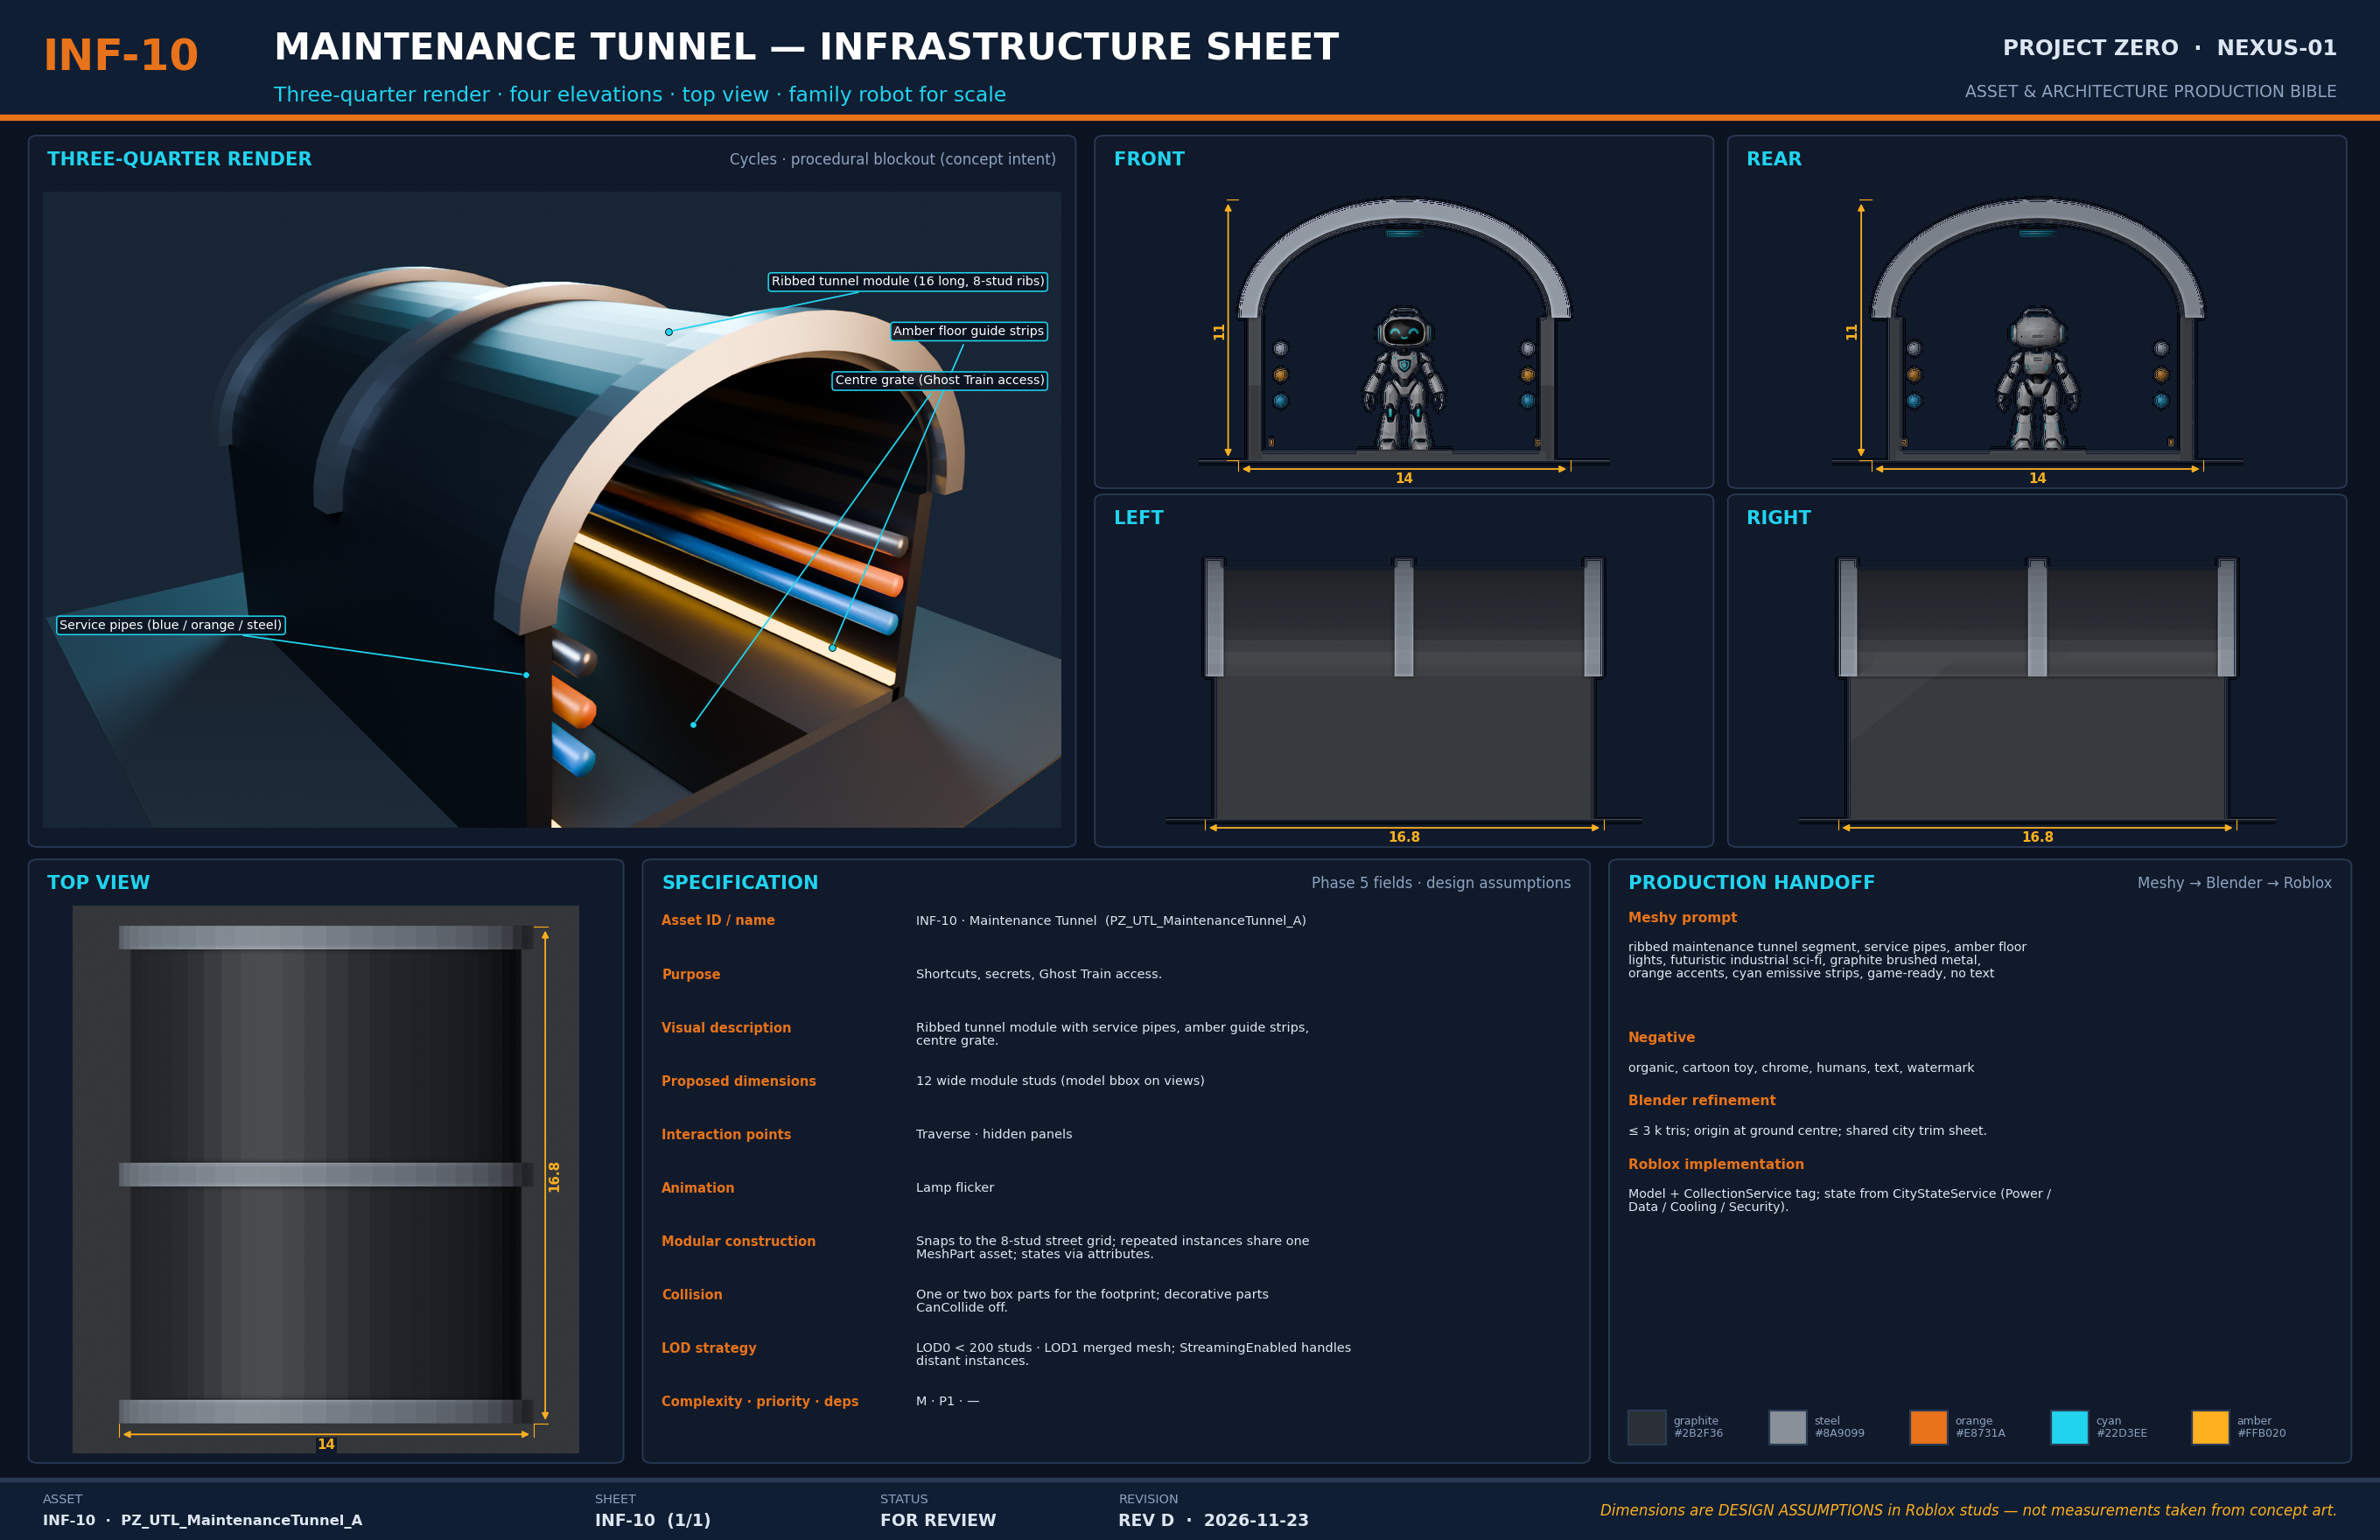 INF-10
MAINTENANCE TUNNEL — INFRASTRUCTURE SHEET
Three-quarter render · four elevations · top view · family robot for scale
PROJECT ZERO · NEXUS-01
ASSET & ARCHITECTURE PRODUCTION BIBLE
THREE-QUARTER RENDER
Cycles · procedural blockout (concept intent)
Ribbed tunnel module (16 long, 8-stud ribs)
Amber floor guide strips
Centre grate (Ghost Train access)
Service pipes (blue / orange / steel)
FRONT
11
14
REAR
11
14
LEFT
16.8
RIGHT
16.8
TOP VIEW
16.8
14
SPECIFICATION
Phase 5 fields · design assumptions
Asset ID / name
INF-10 · Maintenance Tunnel (PZ_UTL_MaintenanceTunnel_A)
Purpose
Shortcuts, secrets, Ghost Train access.
Visual description
Ribbed tunnel module with service pipes, amber guide strips,
centre grate.
Proposed dimensions
12 wide module studs (model bbox on views)
Interaction points
Traverse · hidden panels
Animation
Lamp flicker
Modular construction
Snaps to the 8-stud street grid; repeated instances share one
MeshPart asset; states via attributes.
Collision
One or two box parts for the footprint; decorative parts
CanCollide off.
LOD strategy
LOD0 < 200 studs · LOD1 merged mesh; StreamingEnabled handles
distant instances.
Complexity · priority · deps
M · P1 · —
PRODUCTION HANDOFF
Meshy → Blender → Roblox
Meshy prompt
ribbed maintenance tunnel segment, service pipes, amber floor
lights, futuristic industrial sci-fi, graphite brushed metal,
orange accents, cyan emissive strips, game-ready, no text
Negative
organic, cartoon toy, chrome, humans, text, watermark
Blender refinement
≤ 3 k tris; origin at ground centre; shared city trim sheet.
Roblox implementation
Model + CollectionService tag; state from CityStateService (Power /
Data / Cooling / Security).
graphite
#2B2F36
steel
#8A9099
orange
#E8731A
cyan
#22D3EE
amber
#FFB020
ASSET
INF-10 · PZ_UTL_MaintenanceTunnel_A
SHEET
INF-10 (1/1)
STATUS
FOR REVIEW
REVISION
REV D · 2026-11-23
Dimensions are DESIGN ASSUMPTIONS in Roblox studs — not measurements taken from concept art.